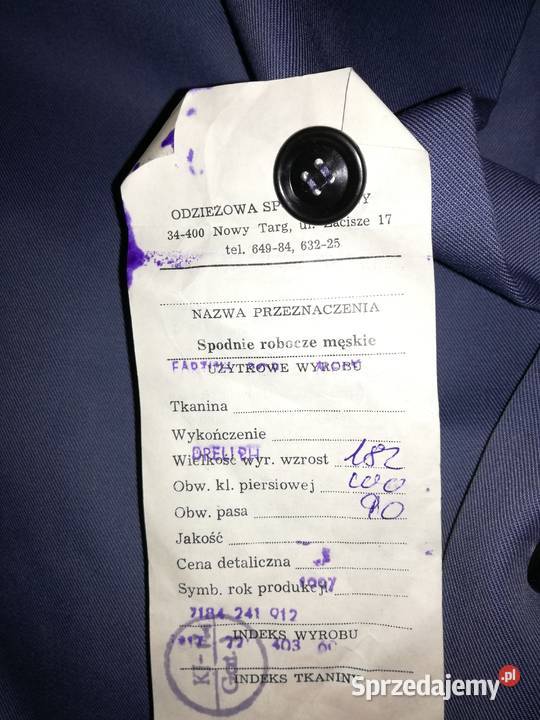 ODZIEŻOWA SP
34-400 Nowy Targ, ul. Zacisze 17
tel. 649-84, 632-25
NAZWA PRZEZNACZENIA
Spodnie robocze męskie
UŻYTKOWE WYROBU
Tkanina
Wykończenie
DRELICH
Wielkość wyr. wzrost 182
Obw. kl. piersiowej 100
Obw. pasa 90
Jakość
Cena detaliczna
Symb. rok produkcji 1997
7184 241 912
INDEKS WYROBU
403
Kj-
INDEKS TKANINY
Sprzedajemy.pl